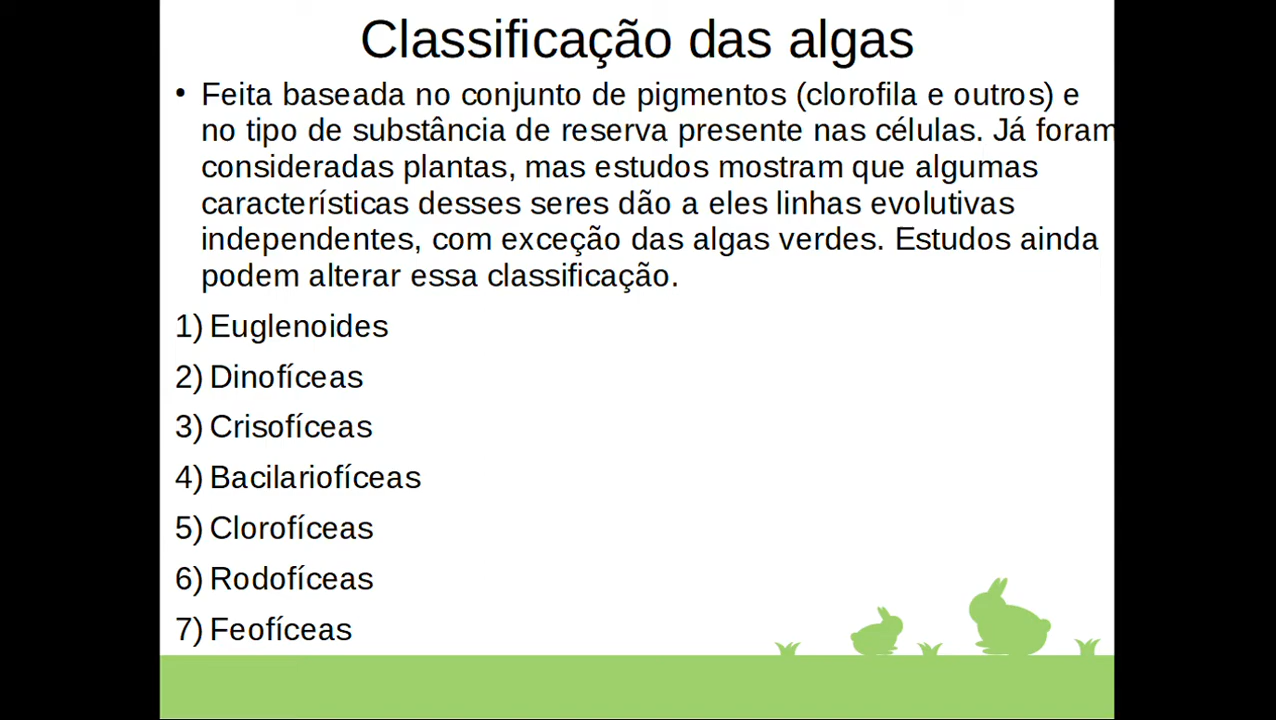 Classificação das algas
• Feita baseada no conjunto de pigmentos (clorofila e outros) e
no tipo de substância de reserva presente nas células. Já foram
consideradas plantas, mas estudos mostram que algumas
características desses seres dão a eles linhas evolutivas
independentes, com exceção das algas verdes. Estudos ainda
podem alterar essa classificação.
1) Euglenoides
2) Dinofíceas
3) Crisofíceas
4) Bacilariofíceas
5) Clorofíceas
6) Rodofíceas
7) Feofíceas